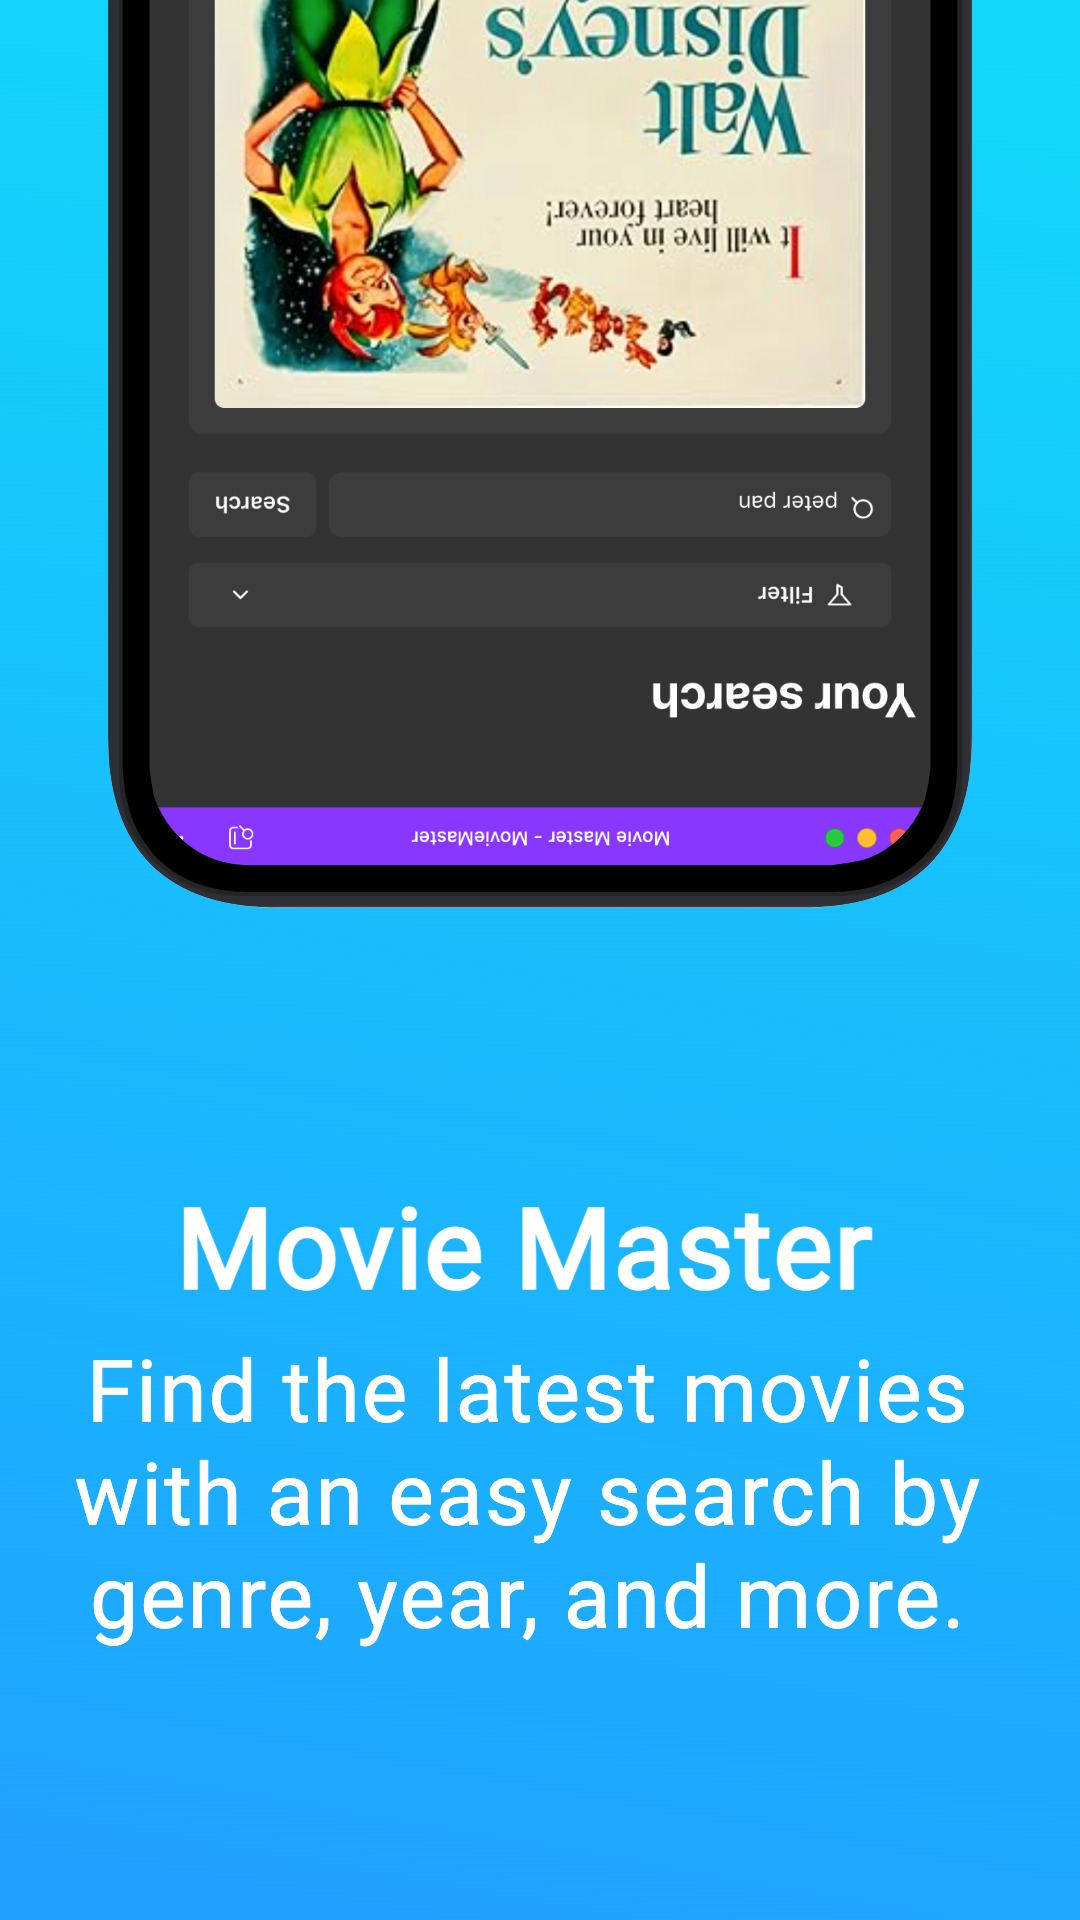 Movie Master - MovieMaster
Your search
Filter
peter pan
Search
It will live in your
heart forever!
Walt
Disney's
Movie Master
Find the latest movies
with an easy search by
genre, year, and more.